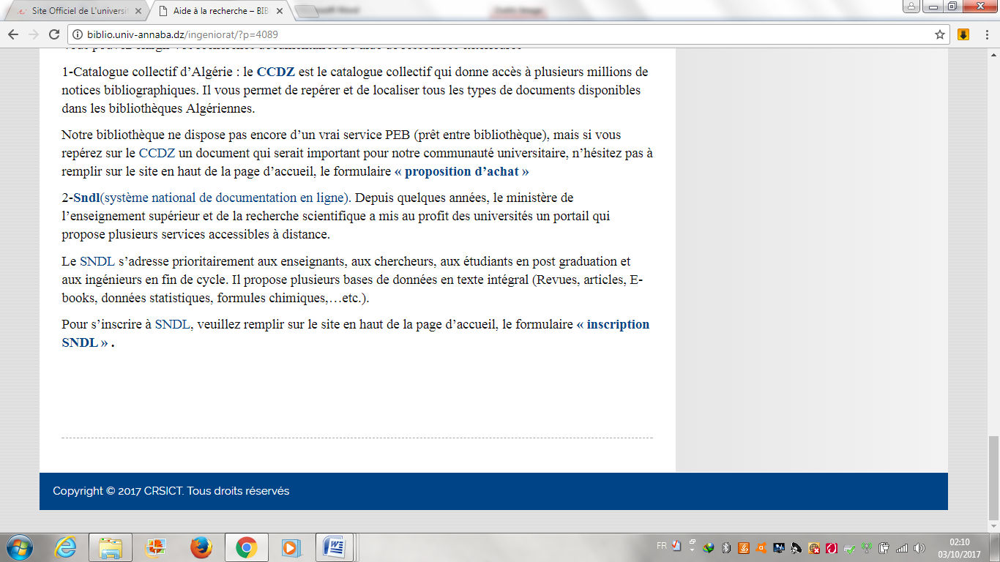 Site Officiel de L'universi
Aide à la recherche – BIB
biblio.univ-annaba.dz/ingeniorat/?p=4089
1-Catalogue collectif d’Algérie : le CCDZ est le catalogue collectif qui donne accès à plusieurs millions de
notices bibliographiques. Il vous permet de repérer et de localiser tous les types de documents disponibles
dans les bibliothèques Algériennes.
Notre bibliothèque ne dispose pas encore d’un vrai service PEB (prêt entre bibliothèque), mais si vous
repérez sur le CCDZ un document qui serait important pour notre communauté universitaire, n’hésitez pas à
remplir sur le site en haut de la page d’accueil, le formulaire « proposition d’achat »
2-Sndl(système national de documentation en ligne). Depuis quelques années, le ministère de
l’enseignement supérieur et de la recherche scientifique a mis au profit des universités un portail qui
propose plusieurs services accessibles à distance.
Le SNDL s’adresse prioritairement aux enseignants, aux chercheurs, aux étudiants en post graduation et
aux ingénieurs en fin de cycle. Il propose plusieurs bases de données en texte intégral (Revues, articles, E-
books, données statistiques, formules chimiques,…etc.).
Pour s’inscrire à SNDL, veuillez remplir sur le site en haut de la page d’accueil, le formulaire « inscription
SNDL » .
Copyright © 2017 CRSICT. Tous droits réservés
FR
02:10
03/10/2017